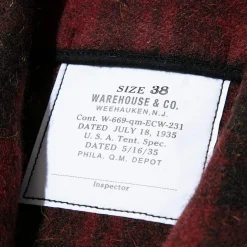 SIZE 38
WAREHOUSE & CO.
WEEHAUKEN, N.J.
Cont. W-669-qm-ECW-231
DATED JULY 18, 1935
U. S. A. Tent. Spec.
DATED 5/16/35
PHILA. Q.M. DEPOT
Inspector